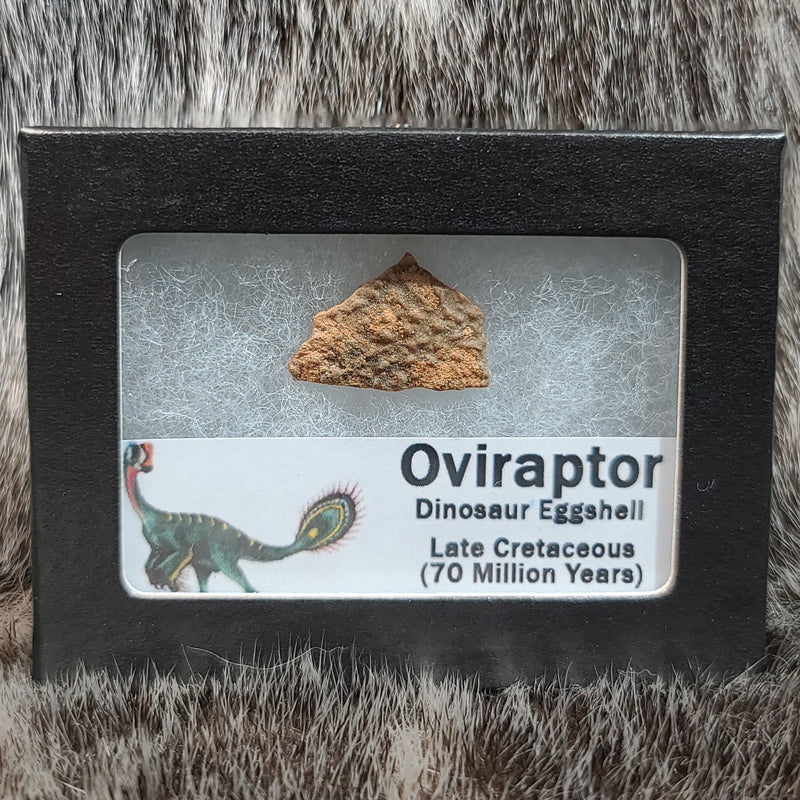 Oviraptor
Dinosaur Eggshell
Late Cretaceous
(70 Million Years)